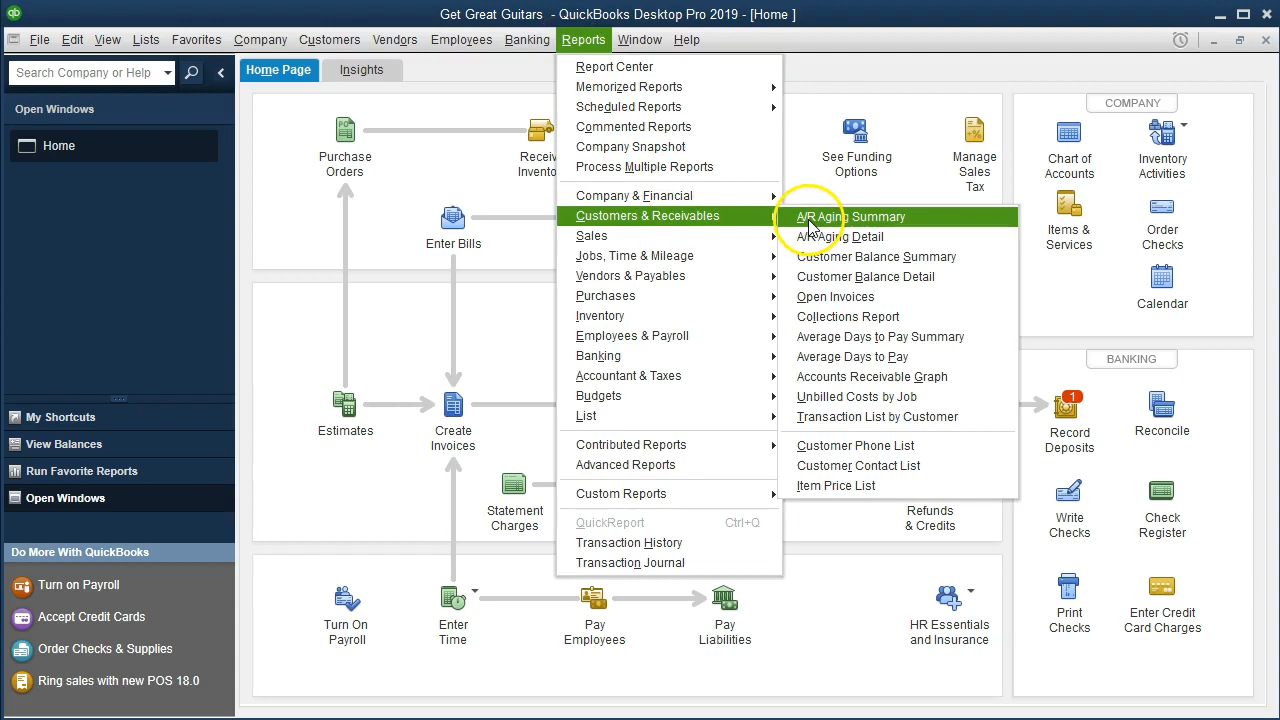 Get Great Guitars - QuickBooks Desktop Pro 2019 - [Home ]
File Edit View Lists Favorites Company Customers Vendors Employees Banking Reports Window Help
Search Company or Help
Home Page
Insights
Open Windows
Home
My Shortcuts
View Balances
Run Favorite Reports
Open Windows
Do More With QuickBooks
Turn on Payroll
Accept Credit Cards
Order Checks & Supplies
Ring sales with new POS 18.0
Purchase
Orders
Enter Bills
Estimates
Create
Invoices
Statement
Charges
Turn On
Payroll
Enter
Time
Pay
Employees
Pay
Liabilities
HR Essentials
and Insurance
Refunds
& Credits
See Funding
Options
Manage
Sales
Tax
Report Center
Memorized Reports
Scheduled Reports
Commented Reports
Company Snapshot
Process Multiple Reports
Company & Financial
Customers & Receivables
Sales
Jobs, Time & Mileage
Vendors & Payables
Purchases
Inventory
Employees & Payroll
Banking
Accountant & Taxes
Budgets
List
Contributed Reports
Advanced Reports
Custom Reports
QuickReport Ctrl+Q
Transaction History
Transaction Journal
A/R Aging Summary
A/R Aging Detail
Customer Balance Summary
Customer Balance Detail
Open Invoices
Collections Report
Average Days to Pay Summary
Average Days to Pay
Accounts Receivable Graph
Unbilled Costs by Job
Transaction List by Customer
Customer Phone List
Customer Contact List
Item Price List
COMPANY
Chart of
Accounts
Inventory
Activities
Items &
Services
Order
Checks
Calendar
BANKING
1
Record
Deposits
Reconcile
Write
Checks
Check
Register
Print
Checks
Enter Credit
Card Charges